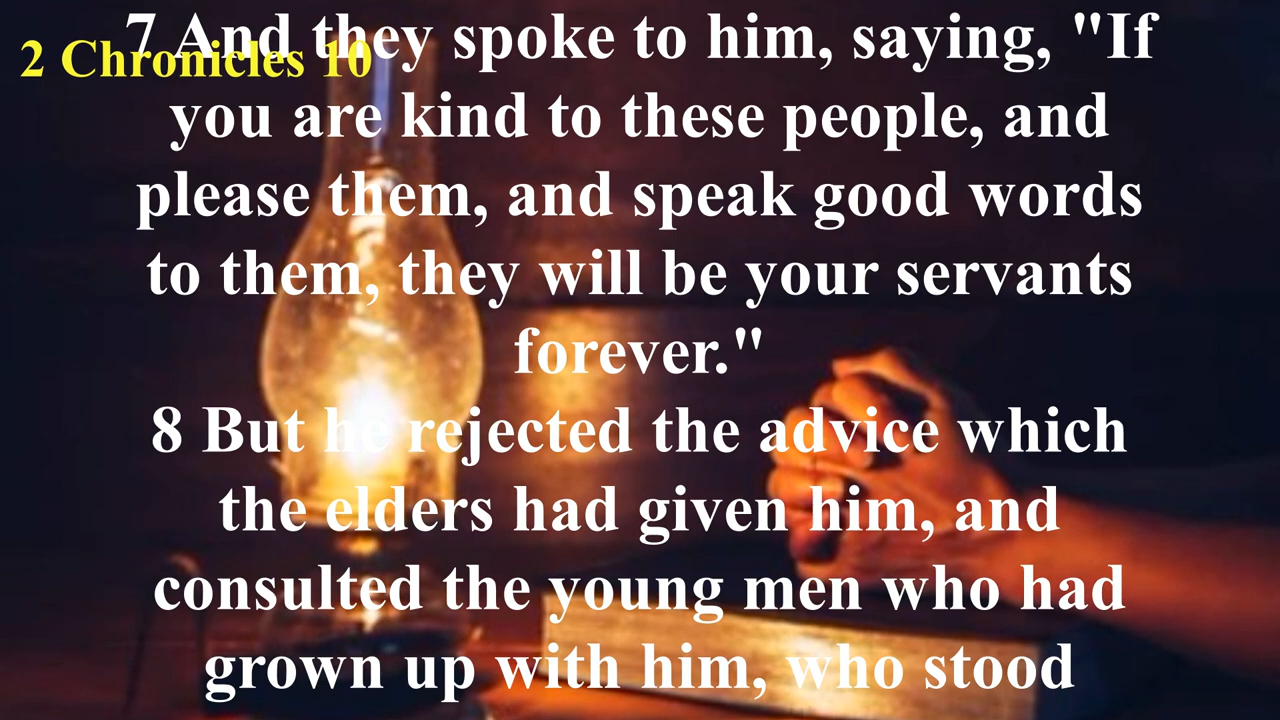 2 Chronicles 10
7 And they spoke to him, saying, "If
you are kind to these people, and
please them, and speak good words
to them, they will be your servants
forever."
8 But he rejected the advice which
the elders had given him, and
consulted the young men who had
grown up with him, who stood